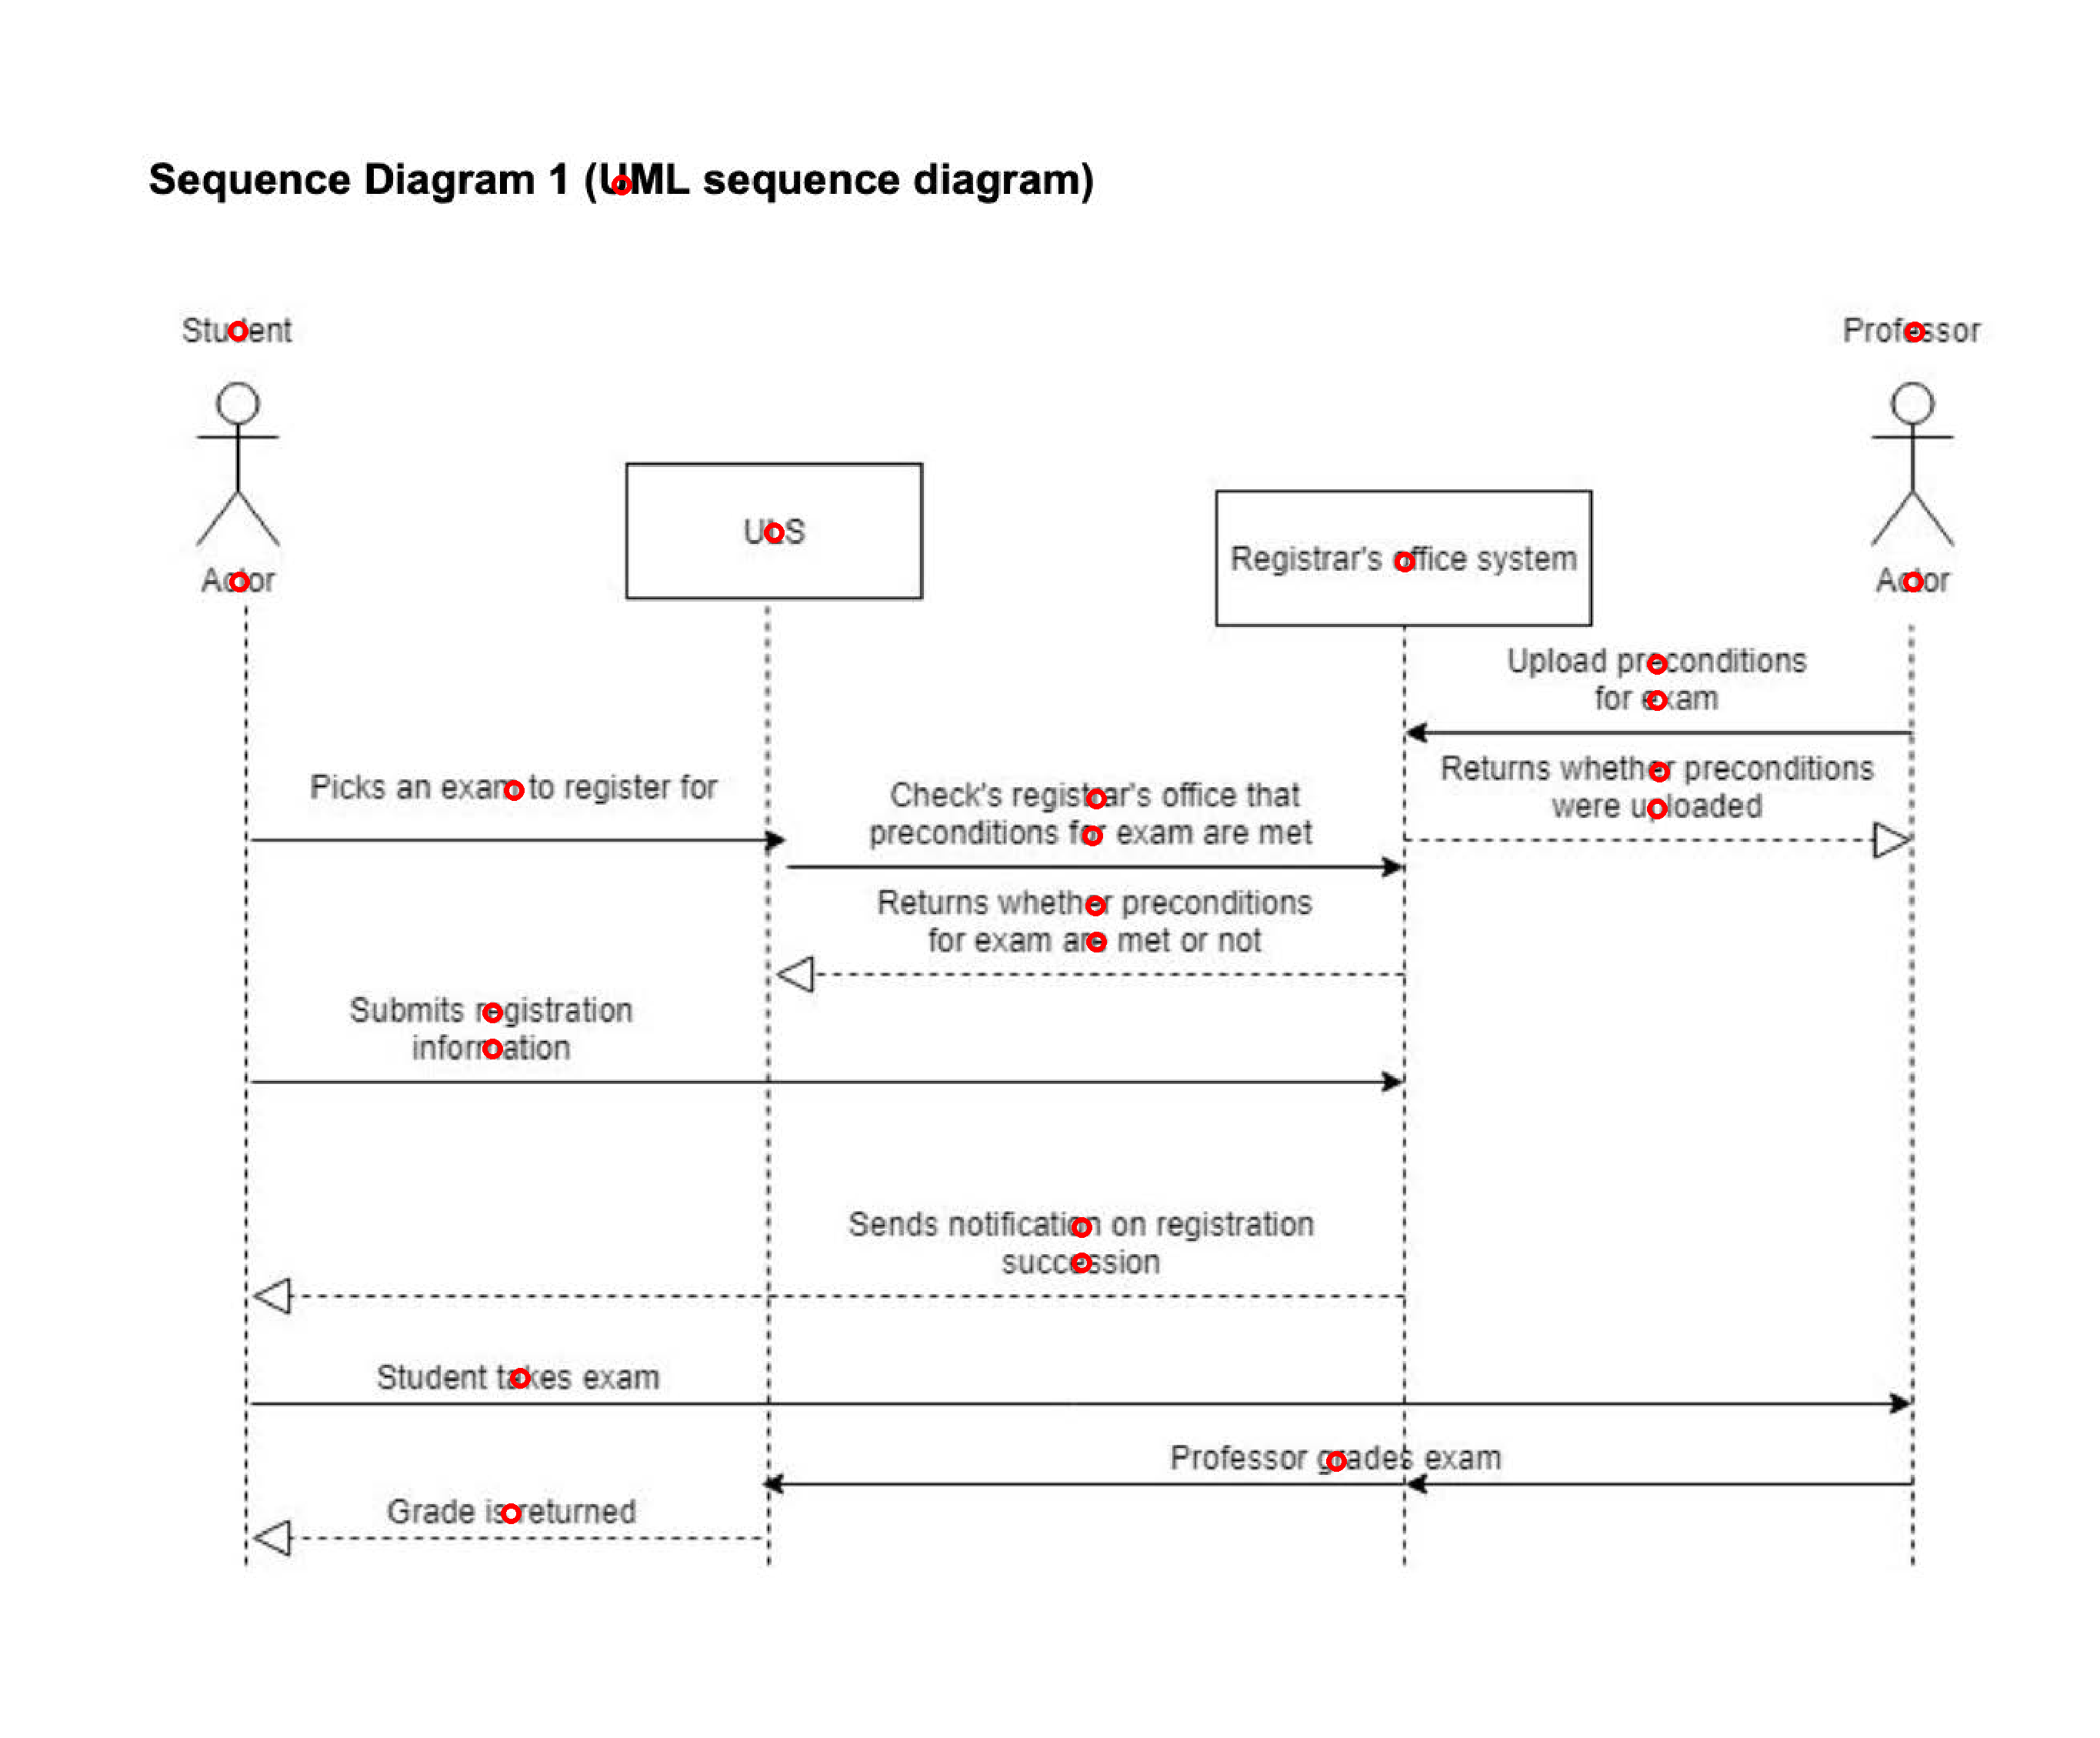 Sequence Diagram 1 (UML sequence diagram)
Student
Professor
ULS
Registrar's office system
Actor
Actor
Upload preconditions
for exam
Returns whether preconditions
were uploaded
Picks an exam to register for
Check's registrar's office that
preconditions for exam are met
Returns whether preconditions
for exam are met or not
Submits registration
information
Sends notification on registration
succession
Student takes exam
Professor grades exam
Grade is returned